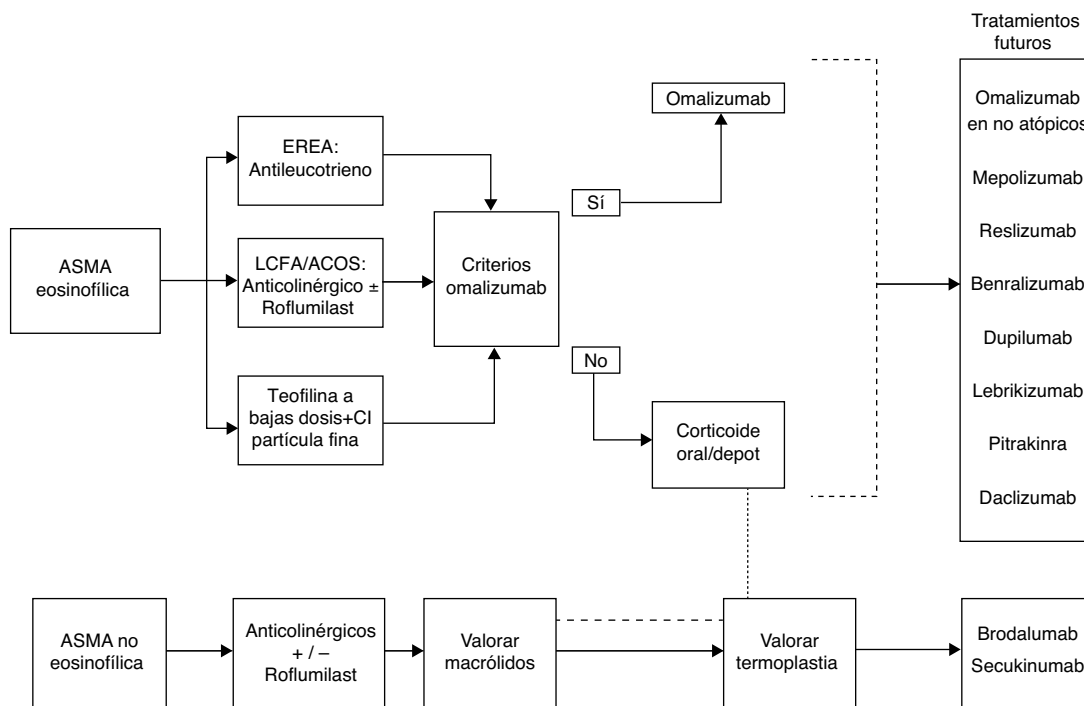 Tratamientos
futuros
Omalizumab
en no atópicos
Mepolizumab
Reslizumab
Benralizumab
Dupilumab
Lebrikizumab
Pitrakinra
Daclizumab
Omalizumab
EREA:
Antileucotrieno
Sí
ASMA
eosinofílica
LCFA/ACOS:
Anticolinérgico ±
Roflumilast
Criterios
omalizumab
No
Teofilina a
bajas dosis+CI
partícula fina
Corticoide
oral/depot
ASMA no
eosinofílica
Anticolinérgicos
+ / –
Roflumilast
Valorar
macrólidos
Valorar
termoplastia
Brodalumab
Secukinumab